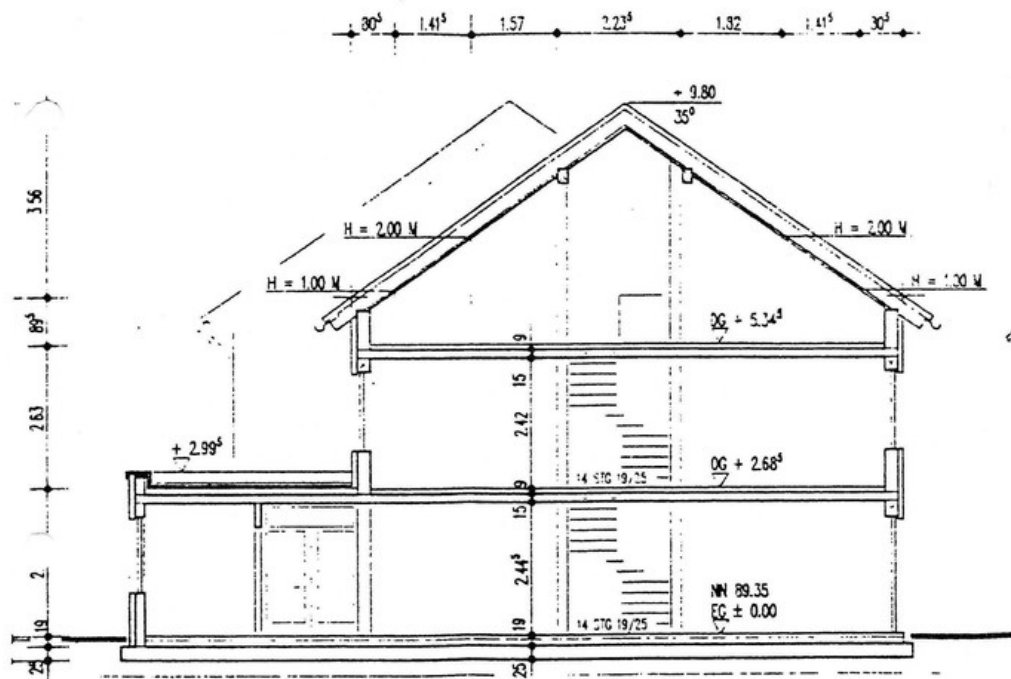 80⁵ 1.41⁵ 1.57 2.23⁵ 1.82 1.41⁵ 30⁵
+ 9.80
35⁰
3.56
H = 2.00 M
H = 2.00 M
H = 1.00 M
H = 1.00 M
89⁵
DG + 5.34⁵
9
15
2.63
2.42
+ 2.99⁵
14 STG 19/25
OG + 2.68⁵
9
15
2
2.44⁵
NN 89.35
EG ± 0.00
14 STG 19/25
19
19
25
25